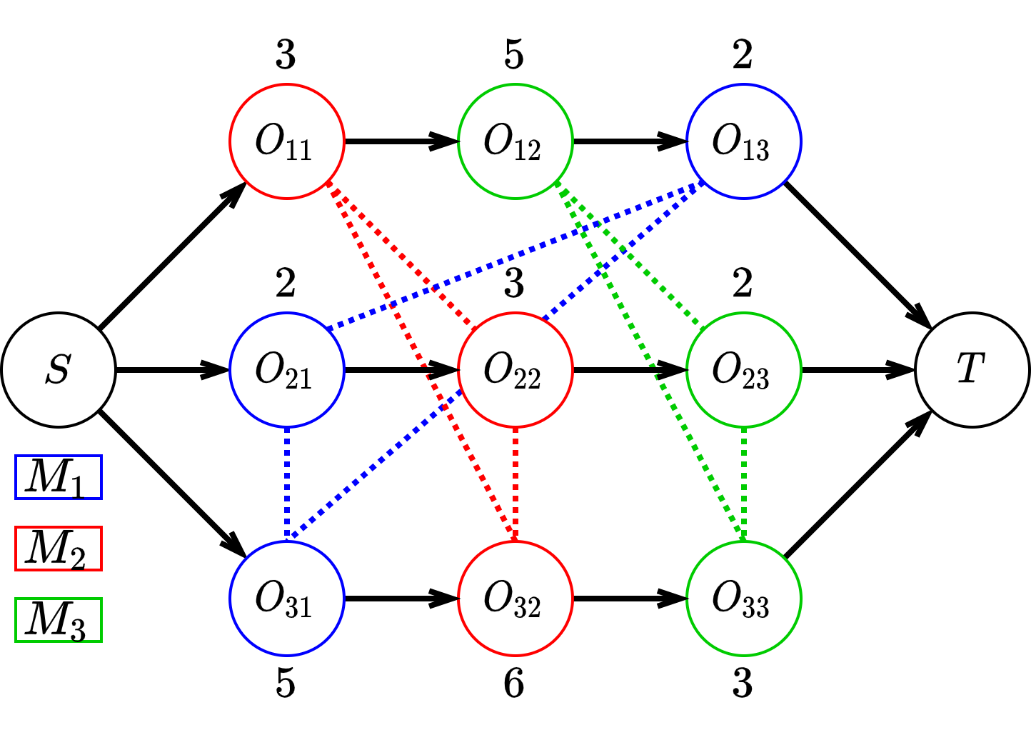 3 5 2
O₁₁ O₁₂ O₁₃
2 3 2
S O₂₁ O₂₂ O₂₃ T
M₁
M₂
M₃
O₃₁ O₃₂ O₃₃
5 6 3